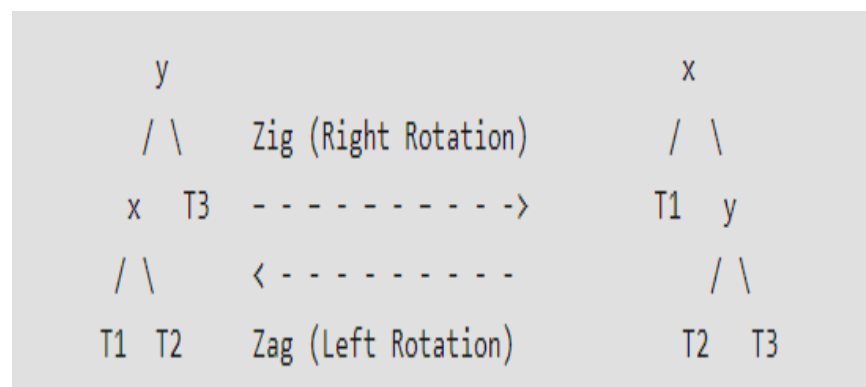 y x
/ \ Zig (Right Rotation) / \
x T3 - - - - - - - - - -> T1 y
/ \ < - - - - - - - - - / \
T1 T2 Zag (Left Rotation) T2 T3